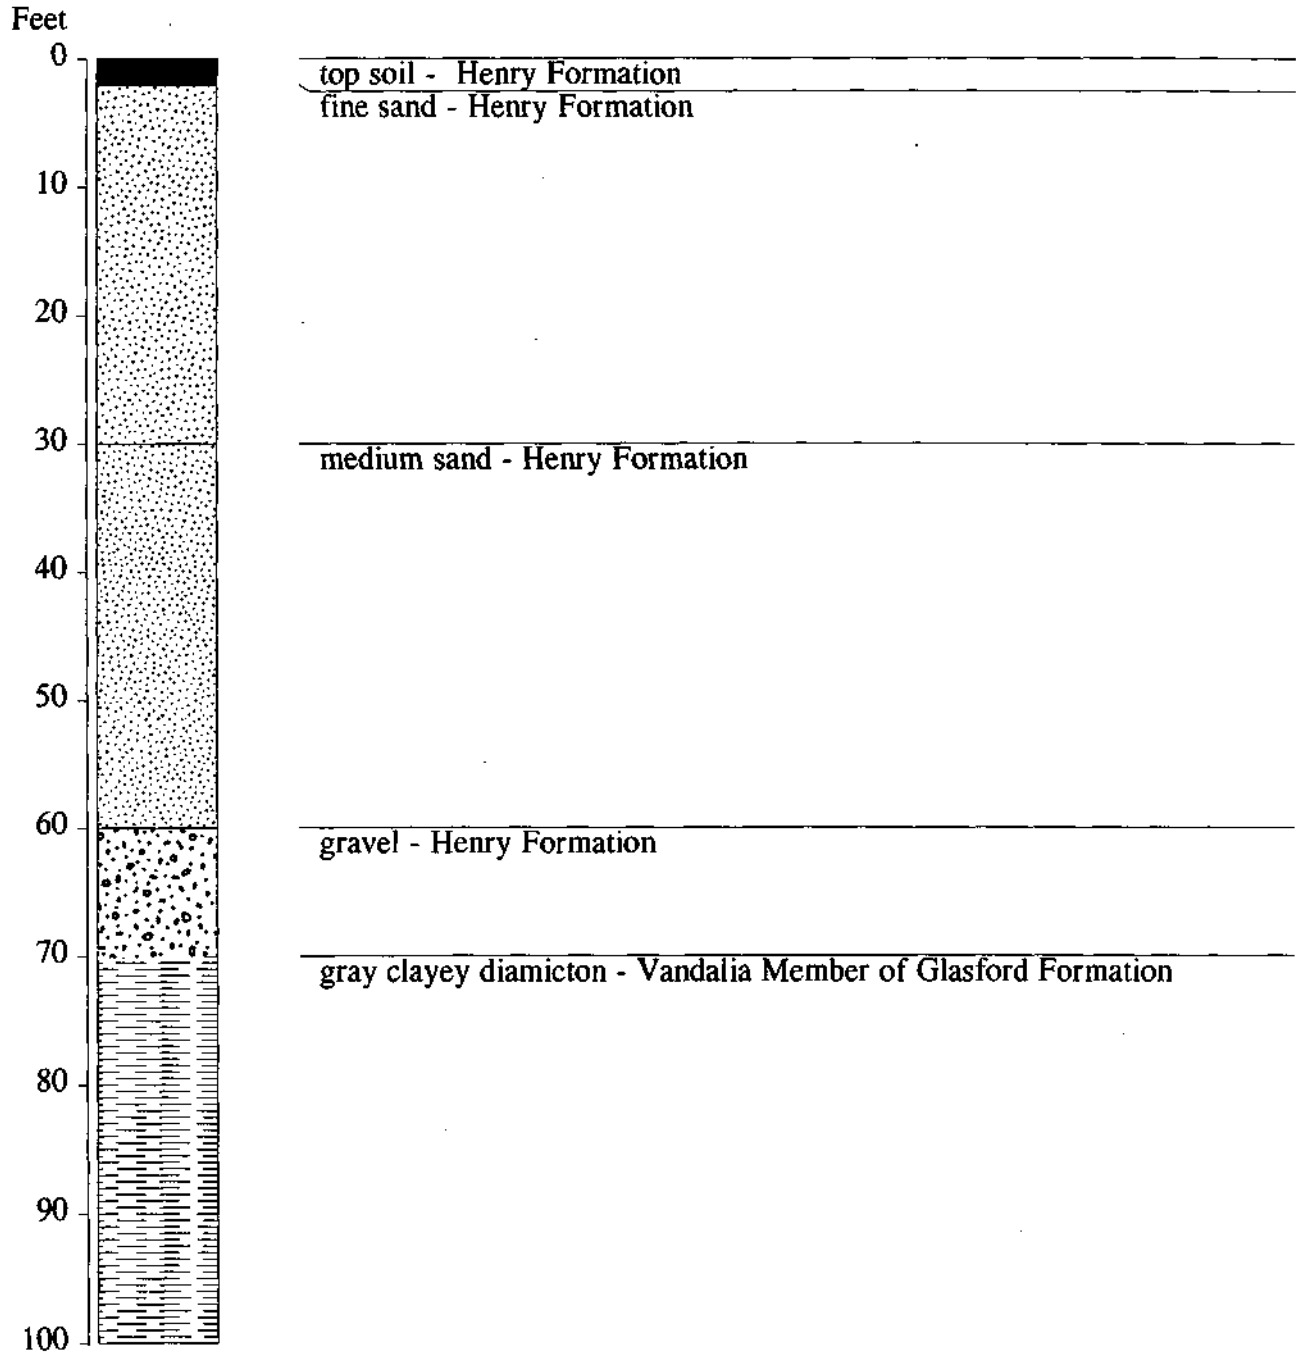 Feet
0
top soil - Henry Formation
fine sand - Henry Formation
10
20
30
medium sand - Henry Formation
40
50
60
gravel - Henry Formation
70
gray clayey diamicton - Vandalia Member of Glasford Formation
80
90
100